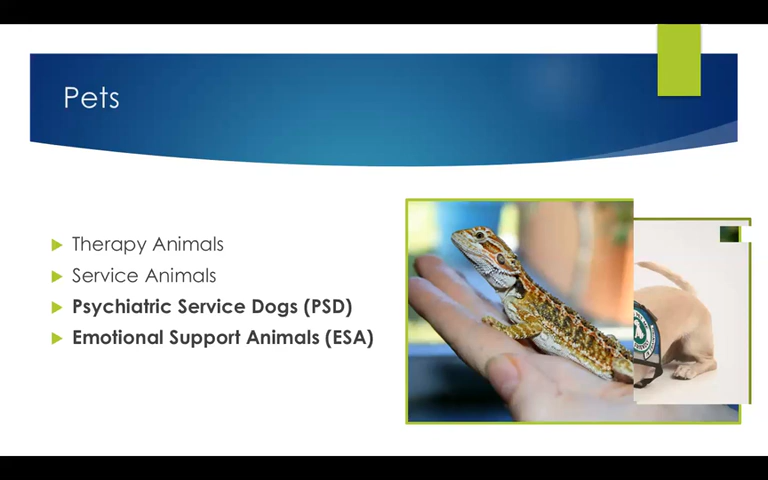 Pets
Therapy Animals
Service Animals
Psychiatric Service Dogs (PSD)
Emotional Support Animals (ESA)